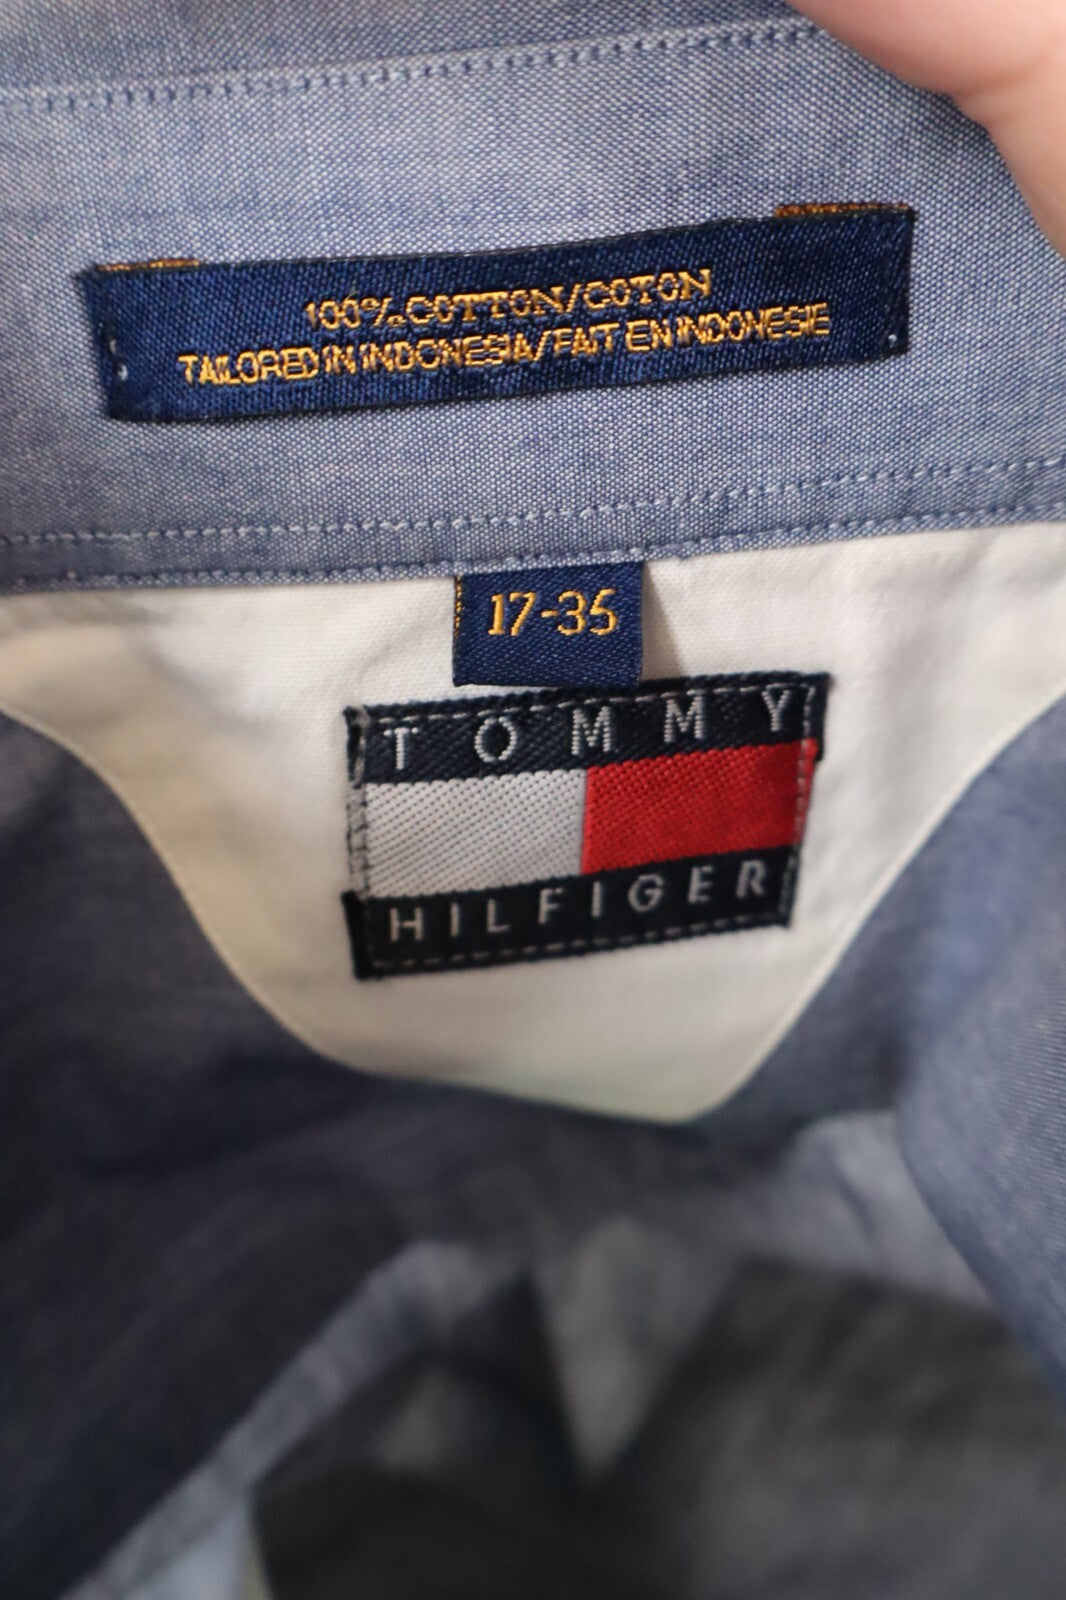 100% COTTON/COTON
TAILORED IN INDONESIA/FAIT EN INDONESIE
17-35
TOMMY
HILFIGER